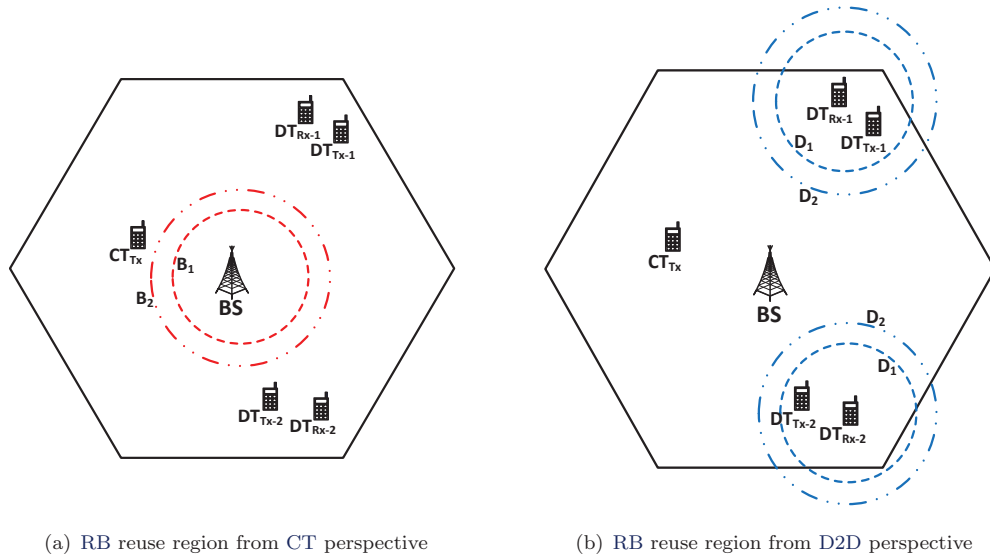 DT_Rx-1
DT_Tx-1
CT_Tx
B_1
B_2
BS
DT_Tx-2
DT_Rx-2
(a) RB reuse region from CT perspective
DT_Rx-1
DT_Tx-1
D_1
D_2
CT_Tx
BS
D_2
D_1
DT_Tx-2
DT_Rx-2
(b) RB reuse region from D2D perspective